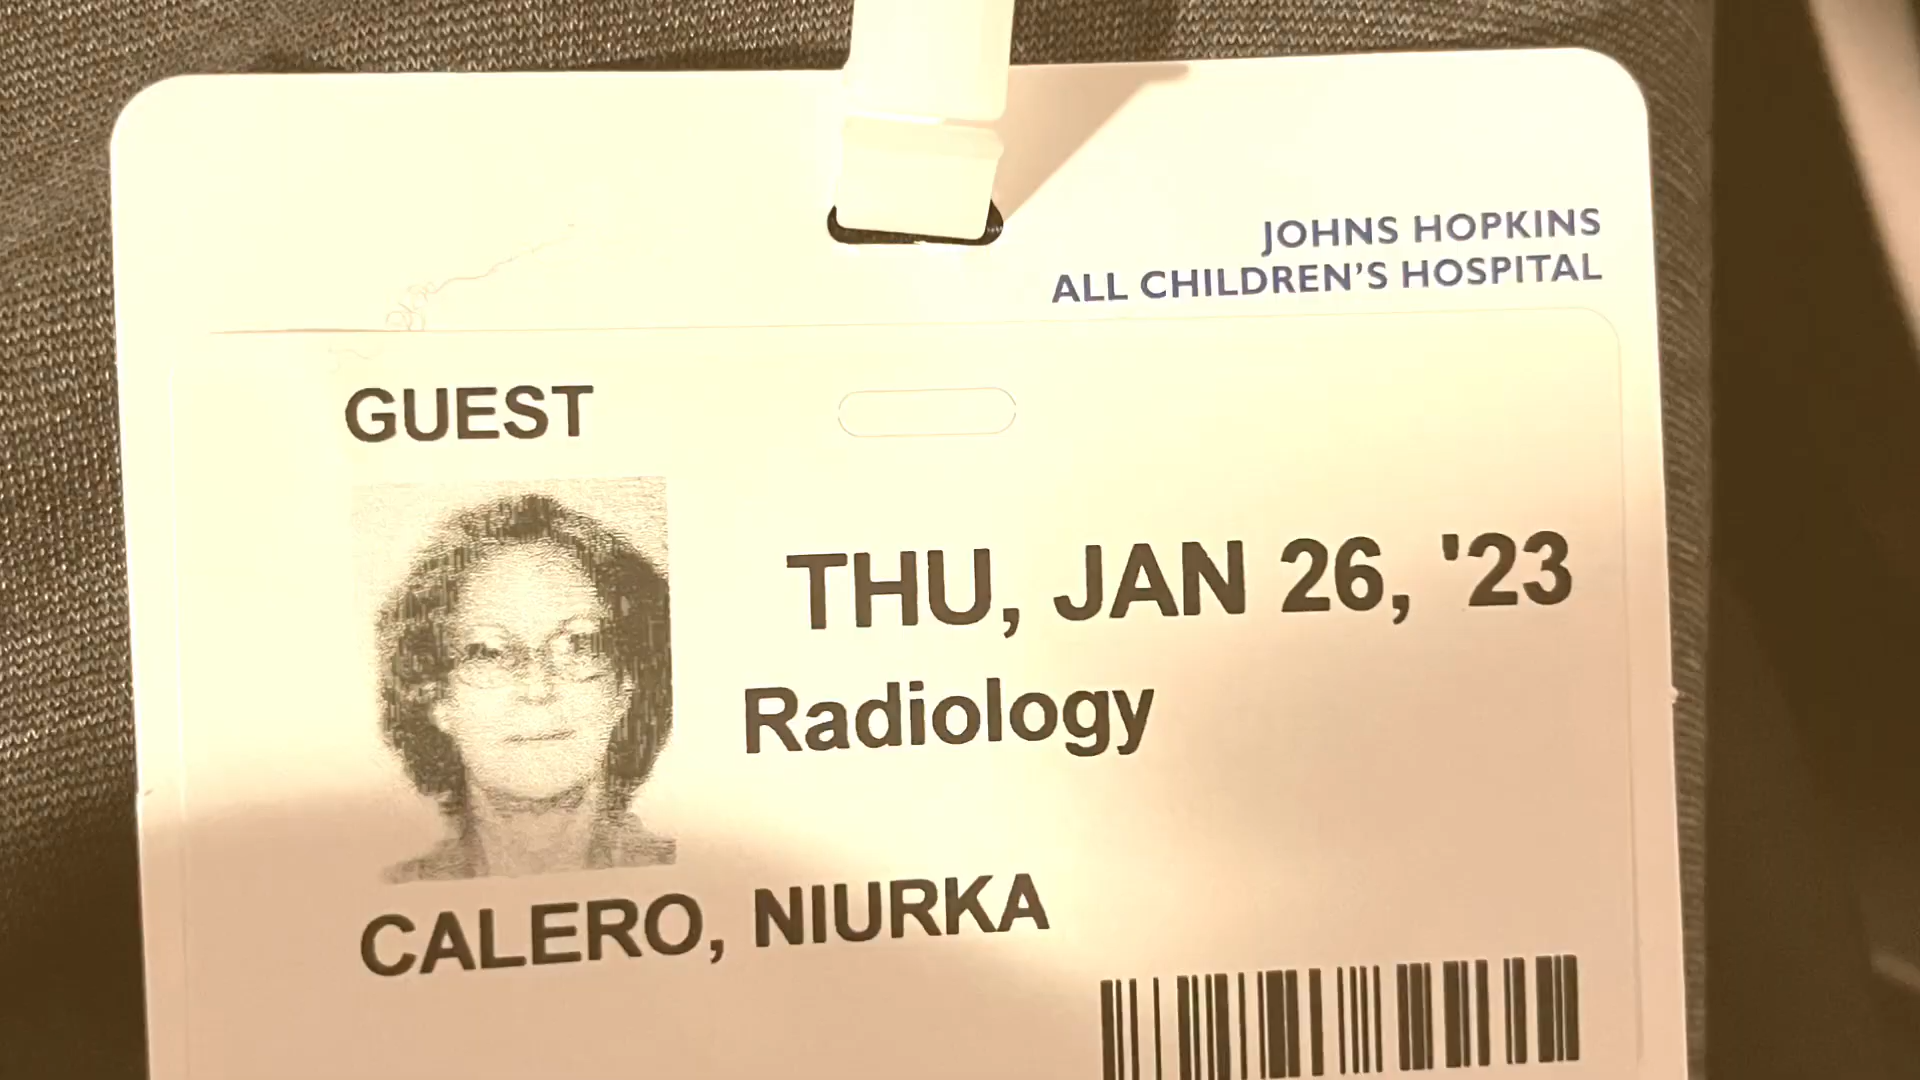 JOHNS HOPKINS
ALL CHILDREN'S HOSPITAL
GUEST
THU, JAN 26, '23
Radiology
CALERO, NIURKA